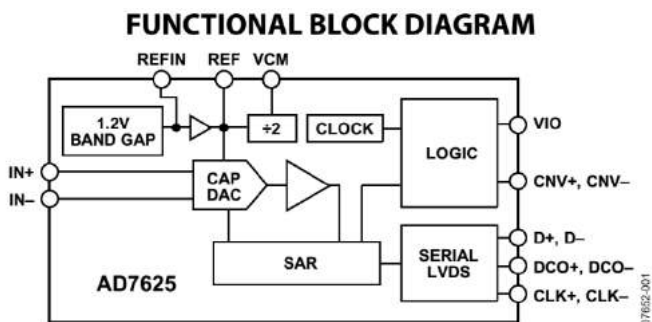 FUNCTIONAL BLOCK DIAGRAM
REFIN REF VCM
1.2V
BAND GAP
÷2
CLOCK
LOGIC
VIO
CNV+, CNV–
IN+
IN–
CAP
DAC
SAR
SERIAL
LVDS
D+, D–
DCO+, DCO–
CLK+, CLK–
AD7625
07652-001